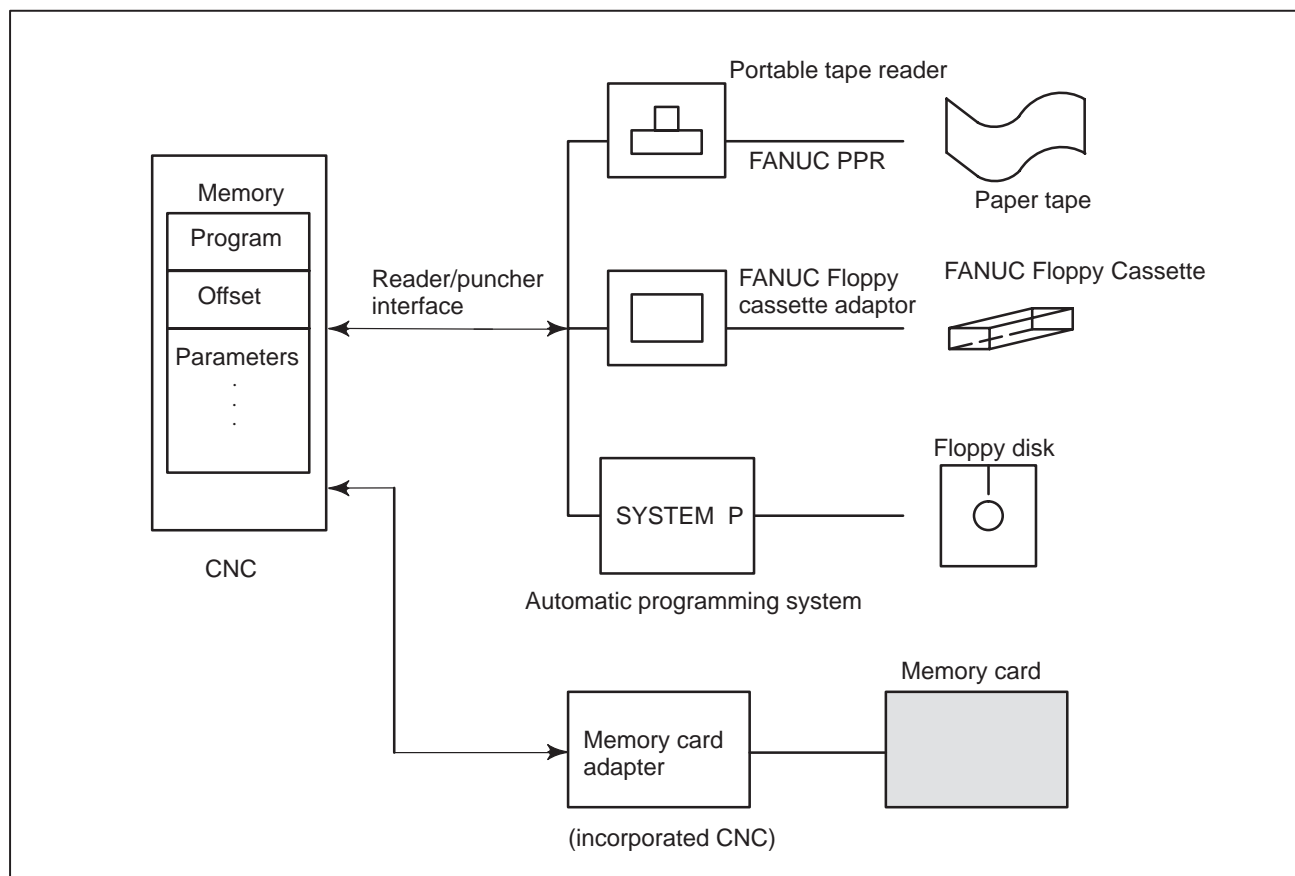 Portable tape reader
FANUC PPR
Paper tape
Memory
Program
Offset
Parameters
.
.
.
CNC
Reader/puncher
interface
FANUC Floppy
cassette adaptor
FANUC Floppy Cassette
Floppy disk
SYSTEM P
Automatic programming system
Memory card
Memory card
adapter
(incorporated CNC)